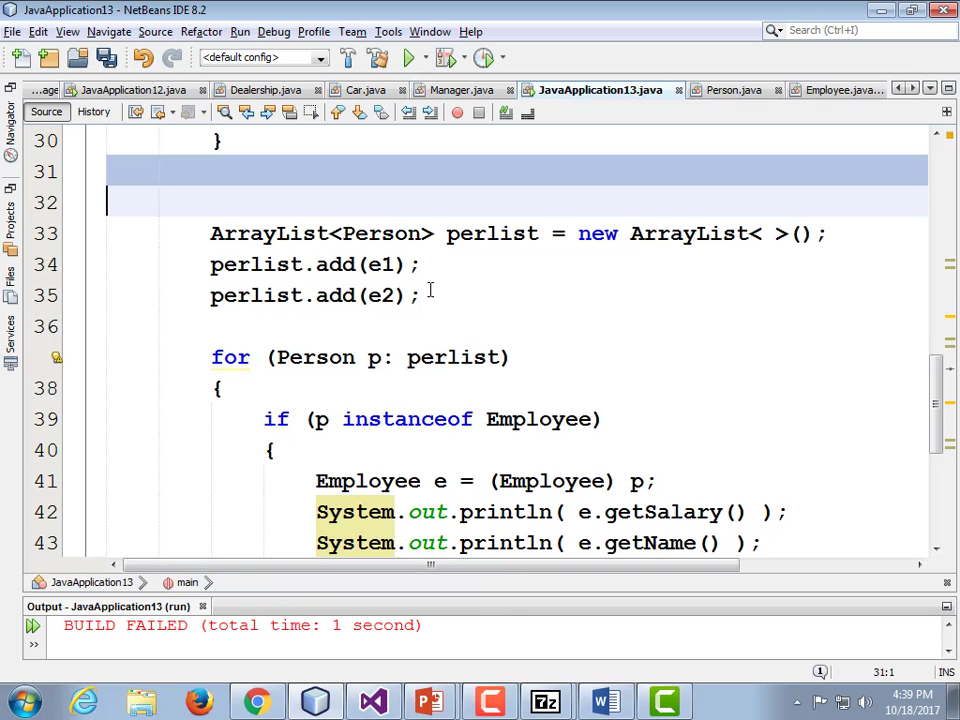 JavaApplication13 - NetBeans IDE 8.2
File Edit View Navigate Source Refactor Run Debug Profile Team Tools Window Help
Search (Ctrl+I)
<default config>
...age JavaApplication12.java Dealership.java Car.java Manager.java JavaApplication13.java Person.java Employee.java...
Source History
Navigator
Projects
Files
Services
30 }
31
32
33 ArrayList<Person> perlist = new ArrayList< >();
34 perlist.add(e1);
35 perlist.add(e2);
36
for (Person p: perlist)
38 {
39 if (p instanceof Employee)
40 {
41 Employee e = (Employee) p;
42 System.out.println( e.getSalary() );
43 System.out.println( e.getName() );
JavaApplication13 main
Output - JavaApplication13 (run)
BUILD FAILED (total time: 1 second)
1 31:1 INS
4:39 PM
10/18/2017